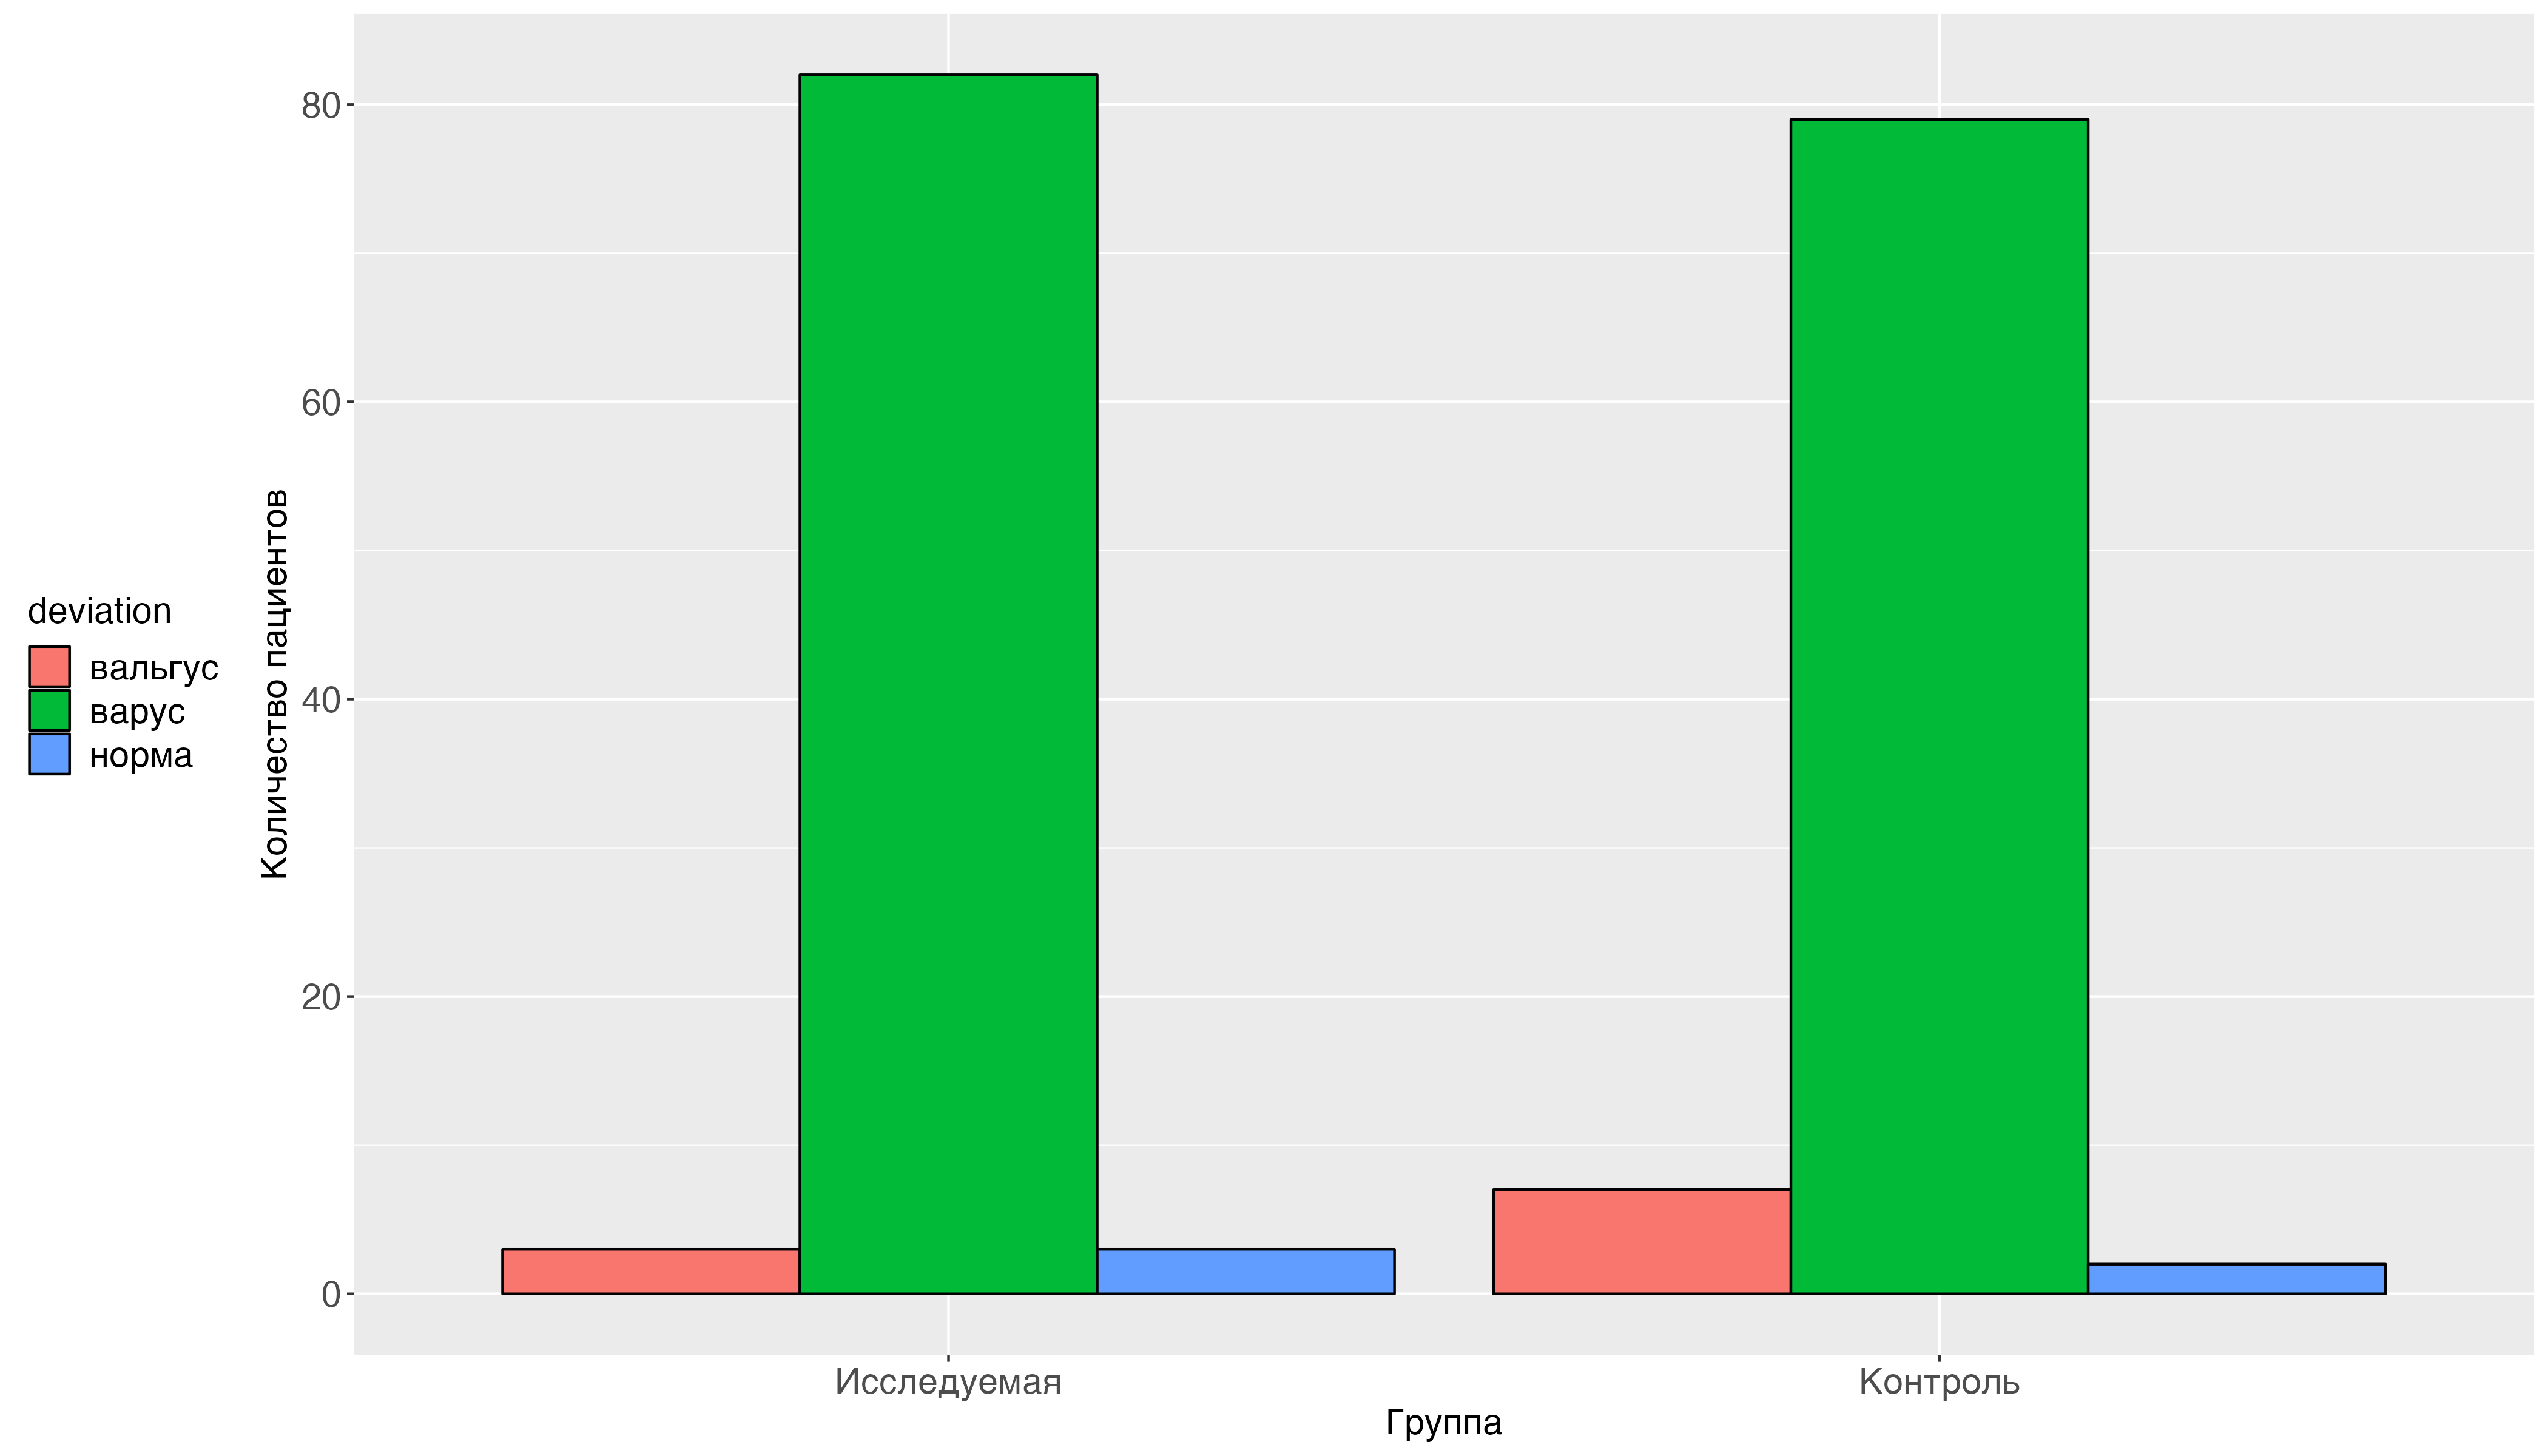 deviation
вальгус
варус
норма
Количество пациентов
80
60
40
20
0
Исследуемая
Контроль
Группа